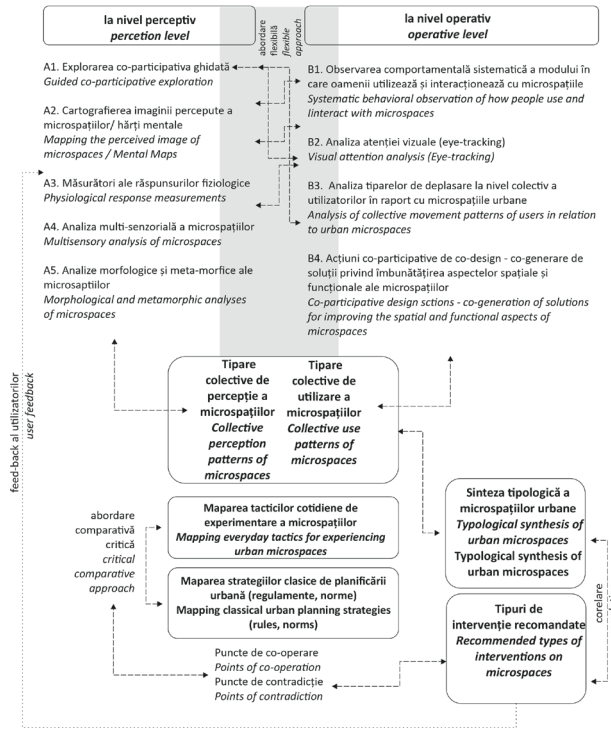 la nivel perceptiv
percetion level
abordare
flexibilă
flexible
approach
la nivel operativ
operative level
A1. Explorarea co-participativa ghidată
Guided co-participative exploration
A2. Cartografierea imaginii percepute a
microspațiilor/ hărți mentale
Mapping the perceived image of
microspaces / Mental Maps
A3. Măsurători ale răspunsurilor fiziologice
Physiological response measurements
A4. Analiza multi-senzorială a microspațiilor
Multisensory analysis of microspaces
A5. Analize morfologice și meta-morfice ale
microsaptiilor
Morphological and metamorphic analyses
of microspaces
B1. Observarea comportamentală sistematică a modului în
care oamenii utilizează și interacționează cu microspațiile
Systematic behavioral observation of how people use and
Iinteract with microspaces
B2. Analiza atenției vizuale (eye-tracking)
Visual attention analysis (Eye-tracking)
B3. Analiza tiparelor de deplasare la nivel colectiv a
utilizatorilor în raport cu microspațiile urbane
Analysis of collective movement patterns of users in relation
to urban microspaces
B4. Acțiuni co-participative de co-design - co-generare de
soluții privind îmbunătățirea aspectelor spațiale și
funcționale ale microspațiilor
Co-participative design sctions - co-generation of solutions
for improving the spatial and functional aspects of
microspaces
Tipare
colective de
percepție a
microspațiilor
Collective
perception
patterns of
microspaces
Tipare
colective de
utilizare a
microspațiilor
Collective use
patterns of
microspaces
feed-back al utilizatorilor
user feedback
abordare
comparativă
critică
critical
comparative
approach
Maparea tacticilor cotidiene de
experimentare a microspațiilor
Mapping everyday tactics for experiencing
urban microspaces
Maparea strategiilor clasice de planificării
urbană (regulamente, norme)
Mapping classical urban planning strategies
(rules, norms)
Puncte de co-operare
Points of co-operation
Puncte de contradicție
Points of contradiction
Sinteza tipologică a
microspațiilor urbane
Typological synthesis of
urban microspaces
Typological synthesis of
urban microspaces
Tipuri de
intervenție recomandate
Recommended types of
interventions on
microspaces
corelare